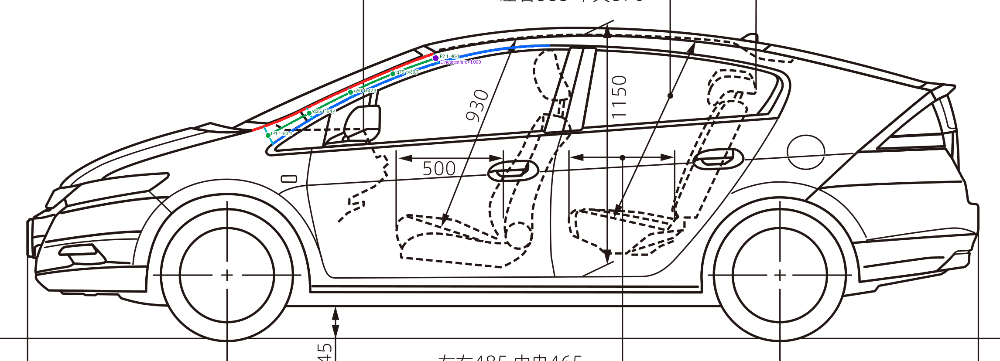 930
1150
500
45
P2 t=46.1
E-nearest arc=1.000
q75 t=39.7
q50 t=42.3
q25 t=54.4
P1 t=90.4